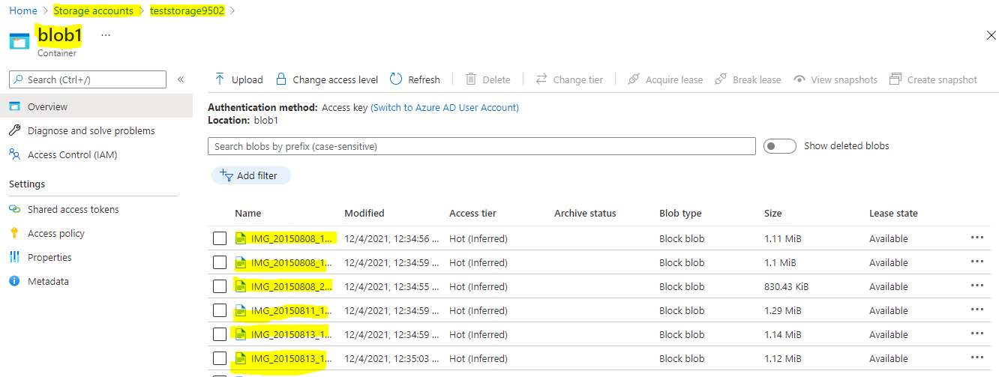 Home > Storage accounts > teststorage9502 >
blob1 ...
Container
Search (Ctrl+/) «
Upload Change access level Refresh Delete Change tier Acquire lease Break lease View snapshots Create snapshot
Overview
Diagnose and solve problems
Access Control (IAM)
Settings
Shared access tokens
Access policy
Properties
Metadata
Authentication method: Access key (Switch to Azure AD User Account)
Location: blob1
Search blobs by prefix (case-sensitive) Show deleted blobs
Add filter
Name Modified Access tier Archive status Blob type Size Lease state
IMG_20150808_1... 12/4/2021, 12:34:56 ... Hot (Inferred) Block blob 1.11 MiB Available ...
IMG_20150808_1... 12/4/2021, 12:34:59 ... Hot (Inferred) Block blob 1.1 MiB Available ...
IMG_20150808_2... 12/4/2021, 12:34:55 ... Hot (Inferred) Block blob 830.43 KiB Available ...
IMG_20150811_1... 12/4/2021, 12:34:59 ... Hot (Inferred) Block blob 1.29 MiB Available ...
IMG_20150813_1... 12/4/2021, 12:34:59 ... Hot (Inferred) Block blob 1.14 MiB Available ...
IMG_20150813_1... 12/4/2021, 12:35:03 ... Hot (Inferred) Block blob 1.12 MiB Available ...